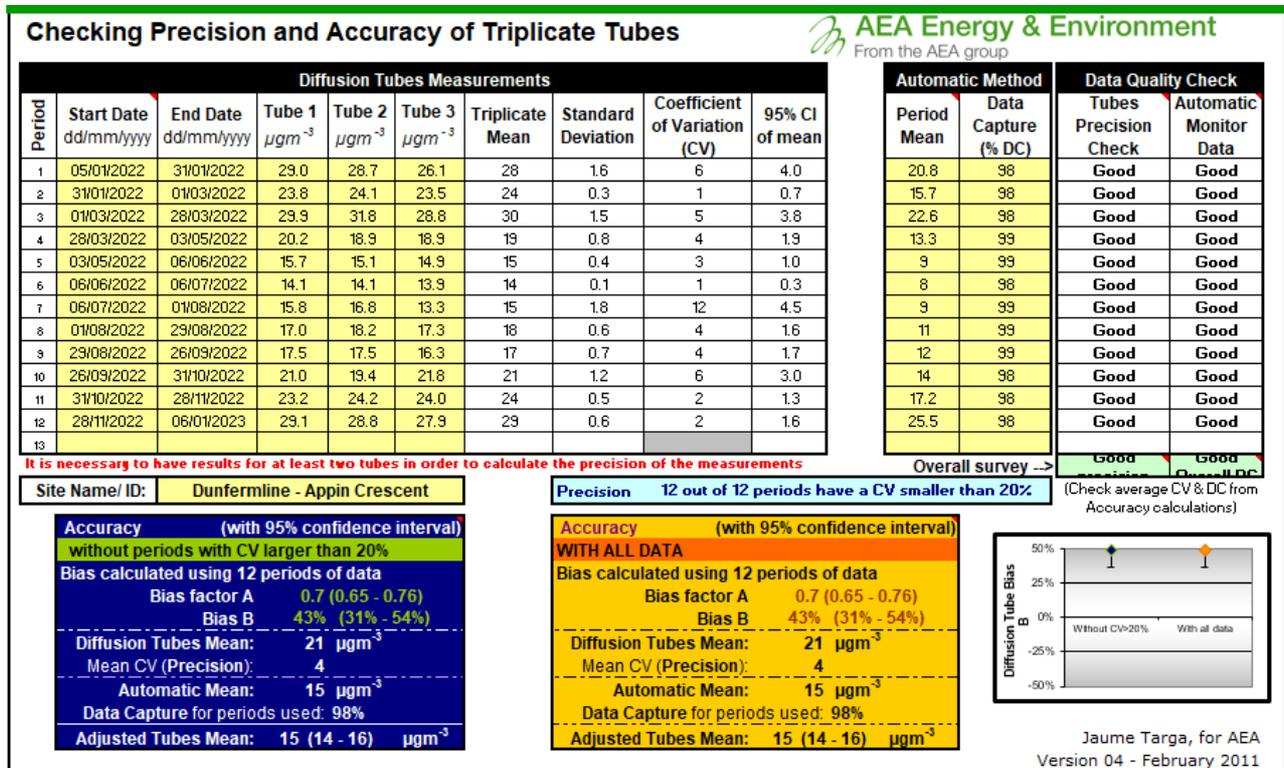 Checking Precision and Accuracy of Triplicate Tubes
AEA Energy & Environment
From the AEA group
Diffusion Tubes Measurements
Automatic Method
Data Quality Check
Period
Start Date dd/mm/yyyy
End Date dd/mm/yyyy
Tube 1 µgm⁻³
Tube 2 µgm⁻³
Tube 3 µgm⁻³
Triplicate Mean
Standard Deviation
Coefficient of Variation (CV)
95% CI of mean
Period Mean
Data Capture (% DC)
Tubes Precision Check
Automatic Monitor Data
1 05/01/2022 31/01/2022 29.0 28.7 26.1 28 1.6 6 4.0 20.8 98 Good Good
2 31/01/2022 01/03/2022 23.8 24.1 23.5 24 0.3 1 0.7 15.7 98 Good Good
3 01/03/2022 28/03/2022 29.9 31.8 28.8 30 1.5 5 3.8 22.6 98 Good Good
4 28/03/2022 03/05/2022 20.2 18.9 18.9 19 0.8 4 1.9 13.3 99 Good Good
5 03/05/2022 06/06/2022 15.7 15.1 14.9 15 0.4 3 1.0 9 99 Good Good
6 06/06/2022 06/07/2022 14.1 14.1 13.9 14 0.1 1 0.3 8 98 Good Good
7 06/07/2022 01/08/2022 15.8 16.8 13.3 15 1.8 12 4.5 9 99 Good Good
8 01/08/2022 29/08/2022 17.0 18.2 17.3 18 0.6 4 1.6 11 99 Good Good
9 29/08/2022 26/09/2022 17.5 17.5 16.3 17 0.7 4 1.7 12 99 Good Good
10 26/09/2022 31/10/2022 21.0 19.4 21.8 21 1.2 6 3.0 14 98 Good Good
11 31/10/2022 28/11/2022 23.2 24.2 24.0 24 0.5 2 1.3 17.2 98 Good Good
12 28/11/2022 06/01/2023 29.1 28.8 27.9 29 0.6 2 1.6 25.5 98 Good Good
13
It is necessary to have results for at least two tubes in order to calculate the precision of the measurements
Overall survey --> Good Good
Site Name/ ID: Dunfermline - Appin Crescent
Precision 12 out of 12 periods have a CV smaller than 20%
(Check average CV & DC from
Accuracy calculations)
Accuracy (with 95% confidence interval)
without periods with CV larger than 20%
Bias calculated using 12 periods of data
Bias factor A 0.7 (0.65 - 0.76)
Bias B 43% (31% - 54%)
Diffusion Tubes Mean: 21 µgm⁻³
Mean CV (Precision): 4
Automatic Mean: 15 µgm⁻³
Data Capture for periods used: 98%
Adjusted Tubes Mean: 15 (14 - 16) µgm⁻³
Accuracy (with 95% confidence interval)
WITH ALL DATA
Bias calculated using 12 periods of data
Bias factor A 0.7 (0.65 - 0.76)
Bias B 43% (31% - 54%)
Diffusion Tubes Mean: 21 µgm⁻³
Mean CV (Precision): 4
Automatic Mean: 15 µgm⁻³
Data Capture for periods used: 98%
Adjusted Tubes Mean: 15 (14 - 16) µgm⁻³
Diffusion Tube Bias B
50%
25%
0%
-25%
-50%
Without CV>20%
With all data
Jaume Targa, for AEA
Version 04 - February 2011